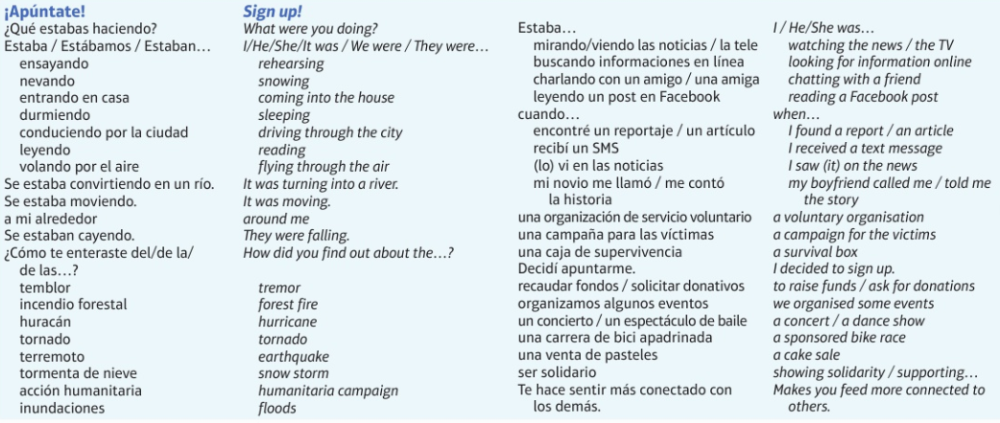 ¡Apúntate!
¿Qué estabas haciendo?
Estaba / Estábamos / Estaban…
ensayando
nevando
entrando en casa
durmiendo
conduciendo por la ciudad
leyendo
volando por el aire
Se estaba convirtiendo en un río.
Se estaba moviendo.
a mi alrededor
Se estaban cayendo.
¿Cómo te enteraste del/de la/
de las…?
temblor
incendio forestal
huracán
tornado
terremoto
tormenta de nieve
acción humanitaria
inundaciones
Sign up!
What were you doing?
I/He/She/It was / We were / They were…
rehearsing
snowing
coming into the house
sleeping
driving through the city
reading
flying through the air
It was turning into a river.
It was moving.
around me
They were falling.
How did you find out about the…?
tremor
forest fire
hurricane
tornado
earthquake
snow storm
humanitaria campaign
floods
Estaba…
mirando/viendo las noticias / la tele
buscando informaciones en línea
charlando con un amigo / una amiga
leyendo un post en Facebook
cuando…
encontré un reportaje / un artículo
recibí un SMS
(lo) vi en las noticias
mi novio me llamó / me contó
la historia
una organización de servicio voluntario
una campaña para las víctimas
una caja de supervivencia
Decidí apuntarme.
recaudar fondos / solicitar donativos
organizamos algunos eventos
un concierto / un espectáculo de baile
una carrera de bici apadrinada
una venta de pasteles
ser solidario
Te hace sentir más conectado con
los demás.
I / He/She was…
watching the news / the TV
looking for information online
chatting with a friend
reading a Facebook post
when…
I found a report / an article
I received a text message
I saw (it) on the news
my boyfriend called me / told me
the story
a voluntary organisation
a campaign for the victims
a survival box
I decided to sign up.
to raise funds / ask for donations
we organised some events
a concert / a dance show
a sponsored bike race
a cake sale
showing solidarity / supporting…
Makes you feed more connected to
others.